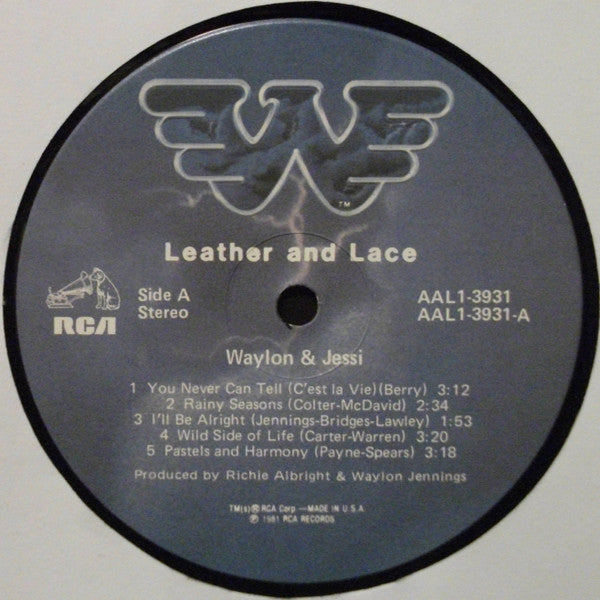 TM
Leather and Lace
RCA
Side A
Stereo
AAL1-3931
AAL1-3931-A
Waylon & Jessi
1 You Never Can Tell (C'est la Vie)(Berry) 3:12
2 Rainy Seasons (Colter-McDavid) 2:34
3 I'll Be Alright (Jennings-Bridges-Lawley) 1:53
4 Wild Side of Life (Carter-Warren) 3:20
5 Pastels and Harmony (Payne-Spears) 3:18
Produced by Richie Albright & Waylon Jennings
TM(s)® RCA Corp.—MADE IN U.S.A.
℗ 1981 RCA RECORDS